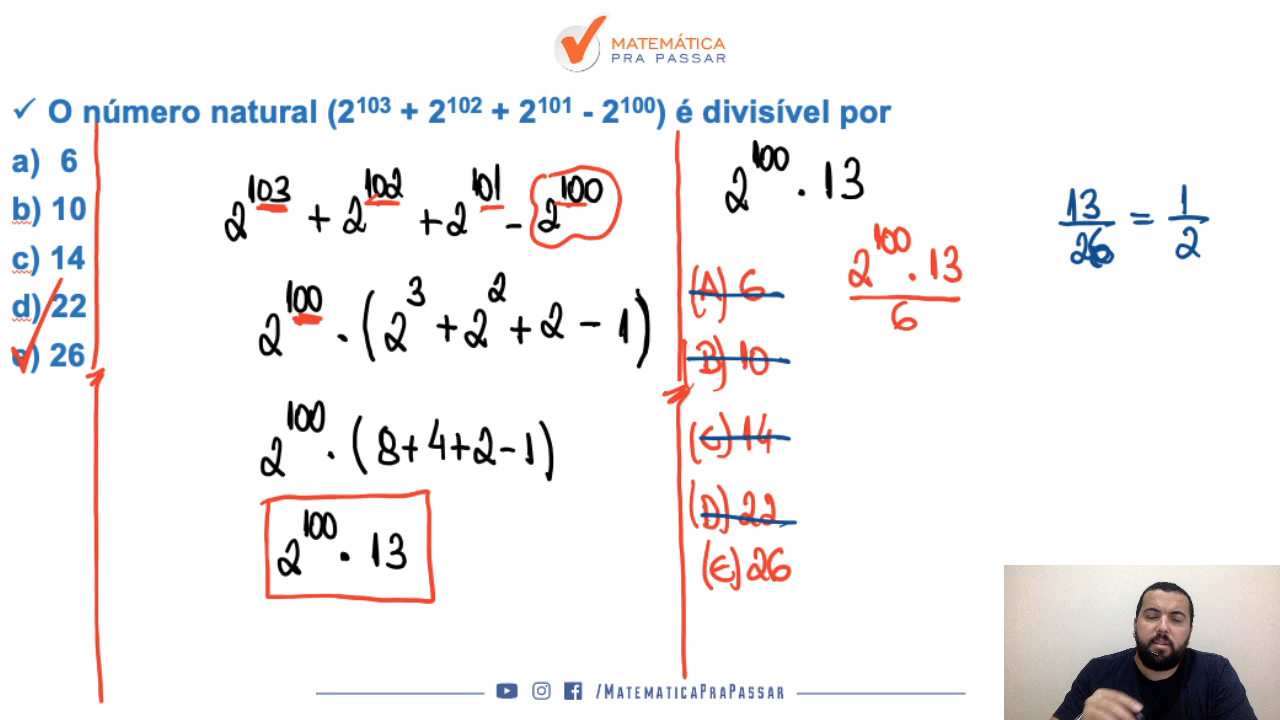 MATEMÁTICA
PRA PASSAR
✓ O número natural (2¹⁰³ + 2¹⁰² + 2¹⁰¹ - 2¹⁰⁰) é divisível por
a) 6
b) 10
c) 14
d) 22
e) 26
2¹⁰³ + 2¹⁰² + 2¹⁰¹ - 2¹⁰⁰
2¹⁰⁰ . (2³ + 2² + 2 - 1)
2¹⁰⁰ . (8+4+2-1)
2¹⁰⁰ . 13
2¹⁰⁰ . 13
(A) 6
(B) 10
(C) 14
(D) 22
(E) 26
2¹⁰⁰ . 13
6
13/26 = 1/2
/MATEMATICAPRAPASSAR